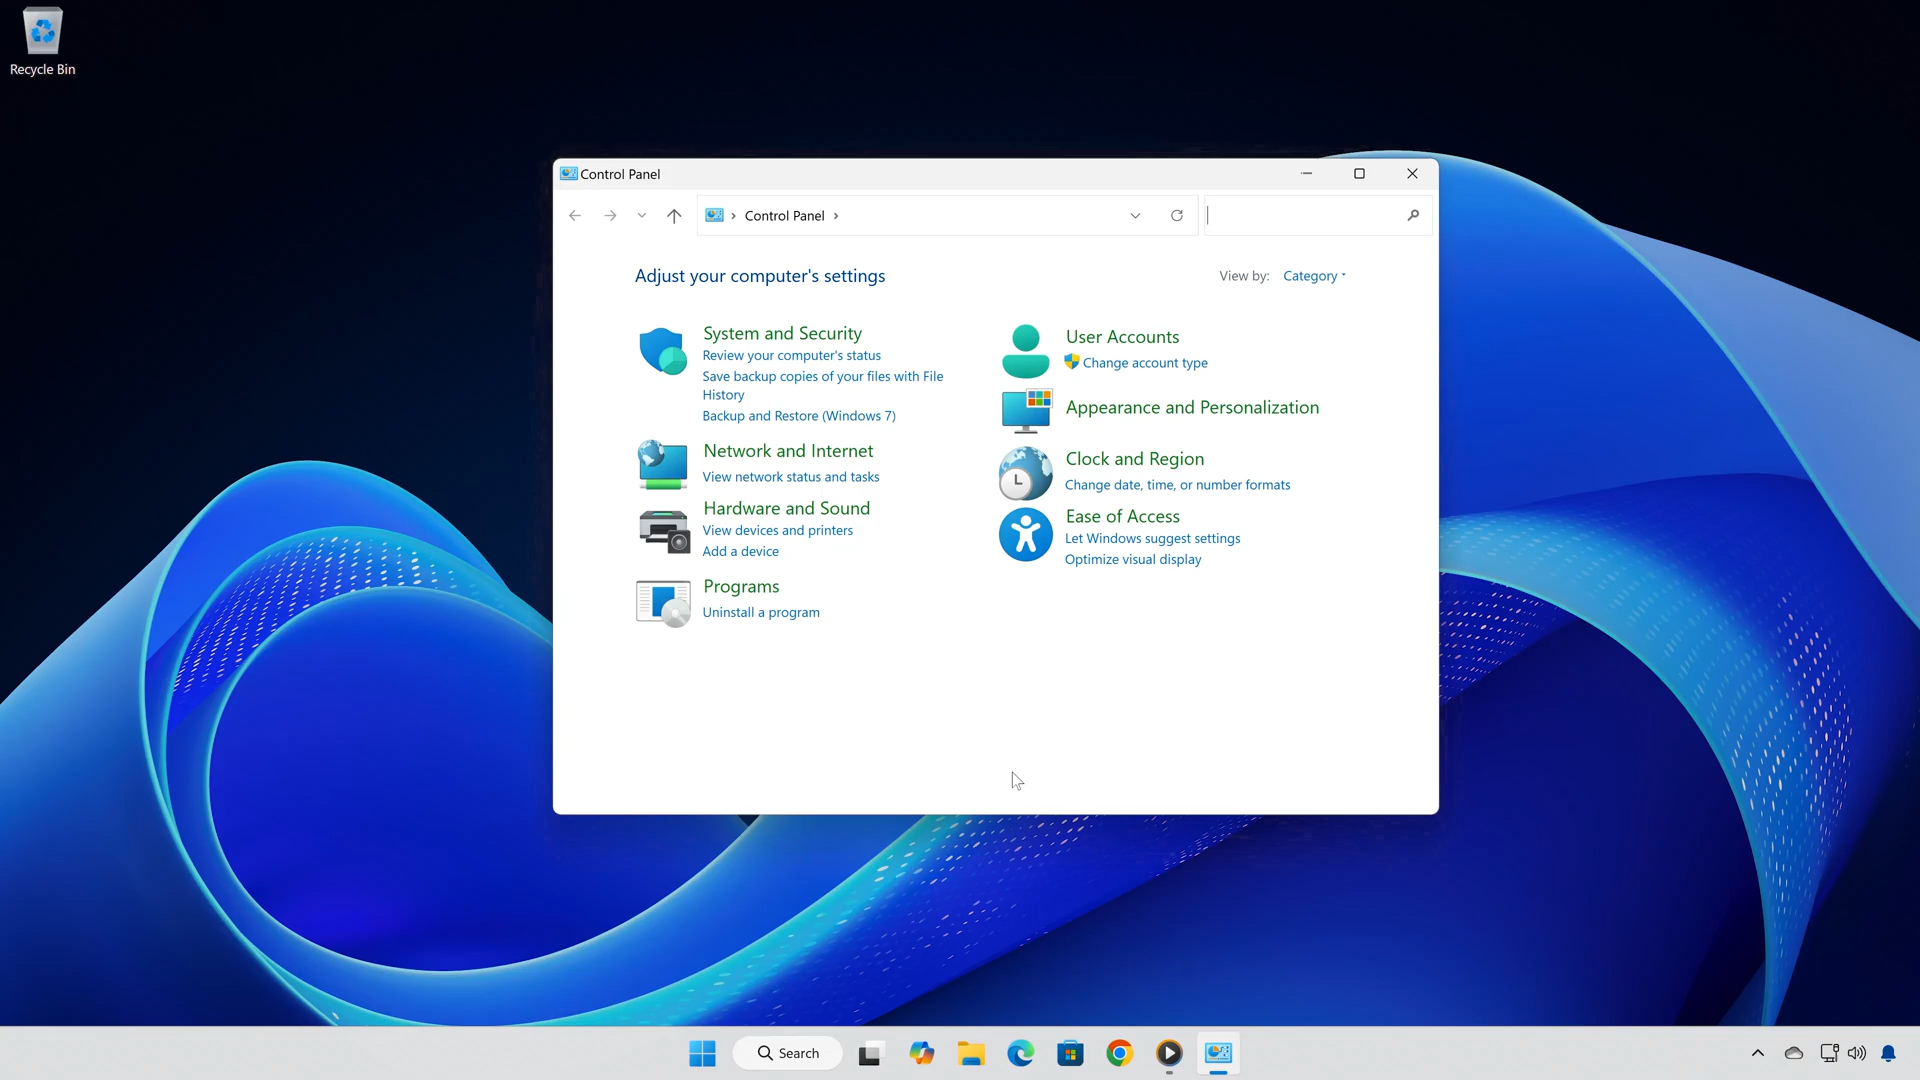 Recycle Bin
Control Panel
Control Panel
Adjust your computer's settings
View by: Category
System and Security
Review your computer's status
Save backup copies of your files with File
History
Backup and Restore (Windows 7)
Network and Internet
View network status and tasks
Hardware and Sound
View devices and printers
Add a device
Programs
Uninstall a program
User Accounts
Change account type
Appearance and Personalization
Clock and Region
Change date, time, or number formats
Ease of Access
Let Windows suggest settings
Optimize visual display
Search